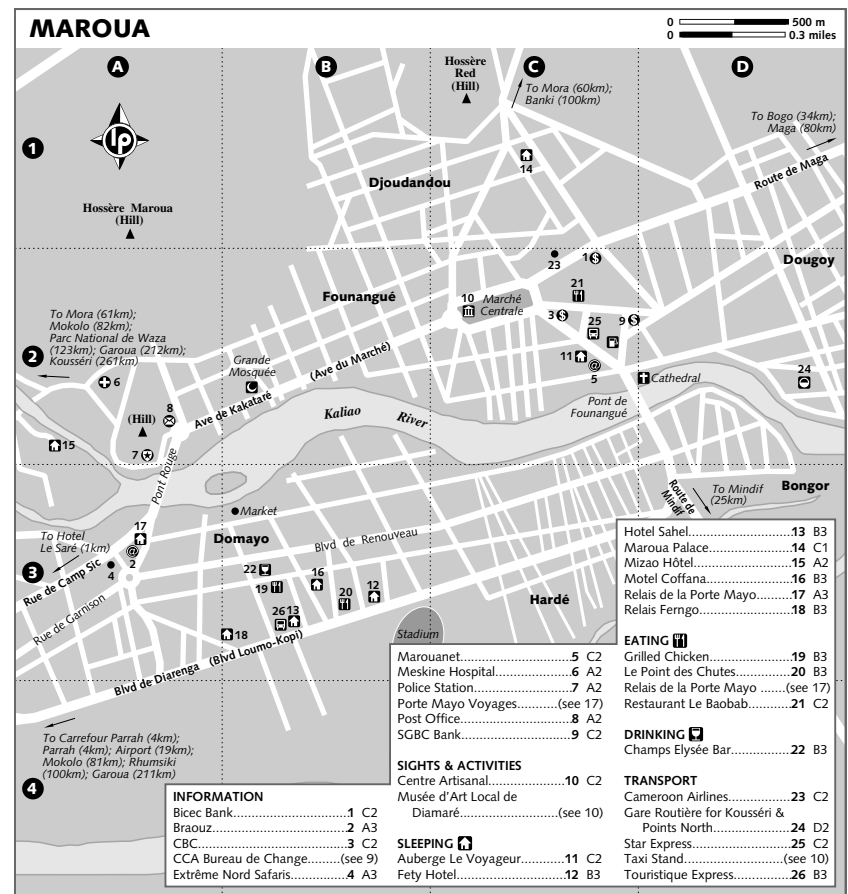 MAROUA
0 500 m
0 0.3 miles
A
B
C
D
Hossère
Red
(Hill)
To Mora (60km);
Banki (100km)
To Bogo (34km);
Maga (80km)
1
lp
14
Route de Maga
Djoudandou
Hossère Maroua
(Hill)
23
1 $
Dougoy
21
Founangué
10
Marché
Centrale
3 $
25
9 $
To Mora (61km);
Mokolo (82km);
Parc National de Waza
(123km); Garoua (212km);
Kousséri (261km)
2
Grande
Mosquée
(Ave du Marché)
11
@
5
Cathedral
24
6
8
Ave de Kakataré
Pont de
Founangué
(Hill)
Kaliao River
15
7
Pont Rouge
Bongor
Route de
Mindif
To Mindif
(25km)
Market
17
Domayo
Blvd de Renouveau
To Hotel
Le Saré (1km)
@
2
4
3
Rue de Camp Sic
22
16
19
20
12
Rue de Garnison
Hardé
26 13
18
Stadium
Blvd de Diarenga (Blvd Loumo-Kopi)
To Carrefour Parrah (4km);
Parrah (4km); Airport (19km);
Mokolo (81km); Rhumsiki
(100km); Garoua (211km)
4
INFORMATION
Bicec Bank...........................1 C2
Braouz................................2 A3
CBC....................................3 C2
CCA Bureau de Change.......(see 9)
Extrême Nord Safaris............4 A3
Marouanet..........................5 C2
Meskine Hospital.................6 A2
Police Station......................7 A2
Porte Mayo Voyages.........(see 17)
Post Office..........................8 A2
SGBC Bank..........................9 C2
SIGHTS & ACTIVITIES
Centre Artisanal.................10 C2
Musée d'Art Local de
Diamaré........................(see 10)
SLEEPING
Auberge Le Voyageur.........11 C2
Fety Hotel.........................12 B3
Hotel Sahel.......................13 B3
Maroua Palace...................14 C1
Mizao Hôtel......................15 A2
Motel Coffana...................16 B3
Relais de la Porte Mayo......17 A3
Relais Ferngo....................18 B3
EATING
Grilled Chicken..................19 B3
Le Point des Chutes...........20 B3
Relais de la Porte Mayo ......(see 17)
Restaurant Le Baobab........21 C2
DRINKING
Champs Elysée Bar.............22 B3
TRANSPORT
Cameroon Airlines..............23 C2
Gare Routière for Kousséri &
Points North..................24 D2
Star Express......................25 C2
Taxi Stand......................(see 10)
Touristique Express............26 B3